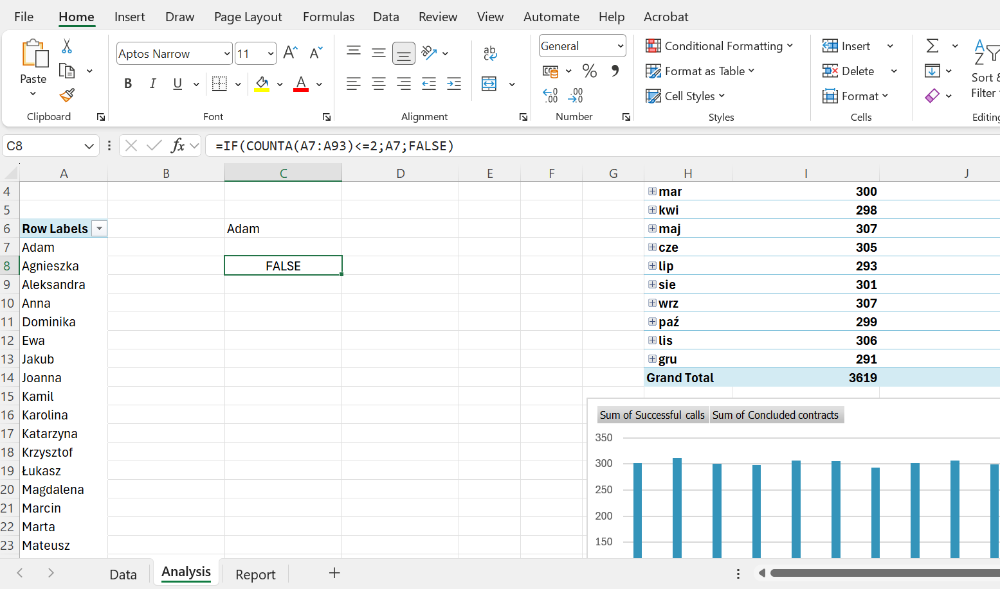 File Home Insert Draw Page Layout Formulas Data Review View Automate Help Acrobat
Aptos Narrow 11 General Conditional Formatting Insert
Paste Format as Table Delete Sort &
B I U A Cell Styles Format Filter
Clipboard Font Alignment Number Styles Cells Editing
C8 fx =IF(COUNTA(A7:A93)<=2;A7;FALSE)
A B C D E F G H I J
4 mar 300
5 kwi 298
6 Row Labels Adam maj 307
7 Adam cze 305
8 Agnieszka FALSE lip 293
9 Aleksandra sie 301
10 Anna wrz 307
11 Dominika paź 299
12 Ewa lis 306
13 Jakub gru 291
14 Joanna Grand Total 3619
15 Kamil
16 Karolina Sum of Successful calls Sum of Concluded contracts
17 Katarzyna 350
18 Krzysztof
19 Łukasz 300
20 Magdalena 250
21 Marcin 200
22 Marta
23 Mateusz 150
Data Analysis Report